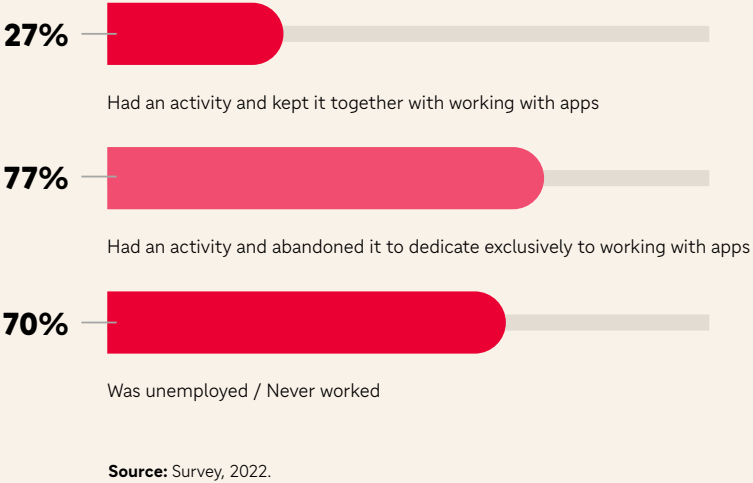 27%
Had an activity and kept it together with working with apps
77%
Had an activity and abandoned it to dedicate exclusively to working with apps
70%
Was unemployed / Never worked
Source: Survey, 2022.